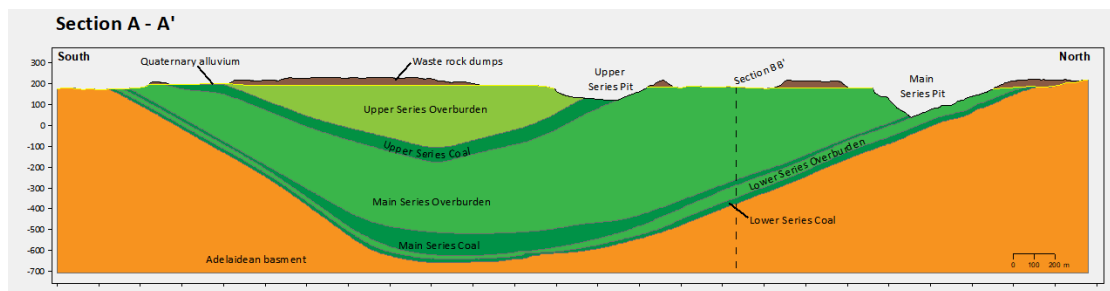 Section A - A'
South
North
Quaternary alluvium
Waste rock dumps
Upper
Series Pit
Section BB'
Main
Series Pit
300
200
100
0
-100
-200
-300
-400
-500
-600
-700
Upper Series Overburden
Upper Series Coal
Lower Series Overburden
Main Series Overburden
Lower Series Coal
Main Series Coal
Adelaidean basment
0 100 200 m